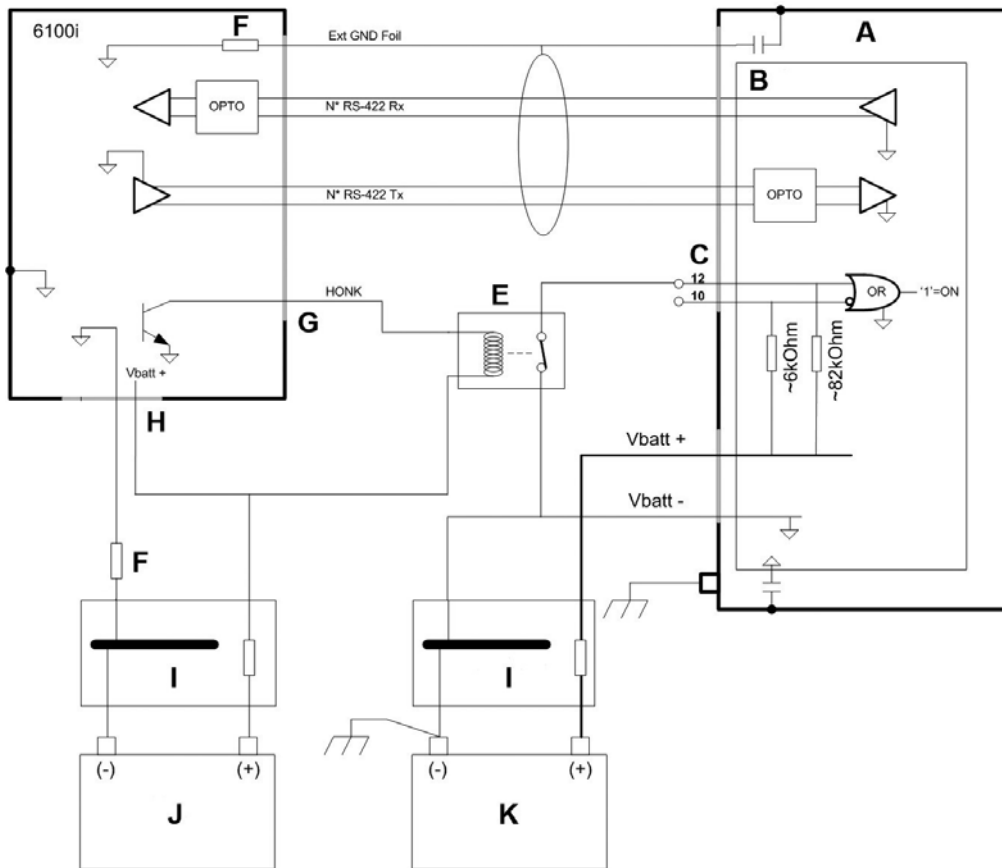 6100i
F
Ext GND Foil
A
B
OPTO
N* RS-422 Rx
N* RS-422 Tx
OPTO
C
12
10
OR
'1'=ON
HONK
E
G
~6kOhm
~82kOhm
Vbatt +
H
Vbatt +
Vbatt -
F
I
I
(-)
(+)
(-)
(+)
J
K